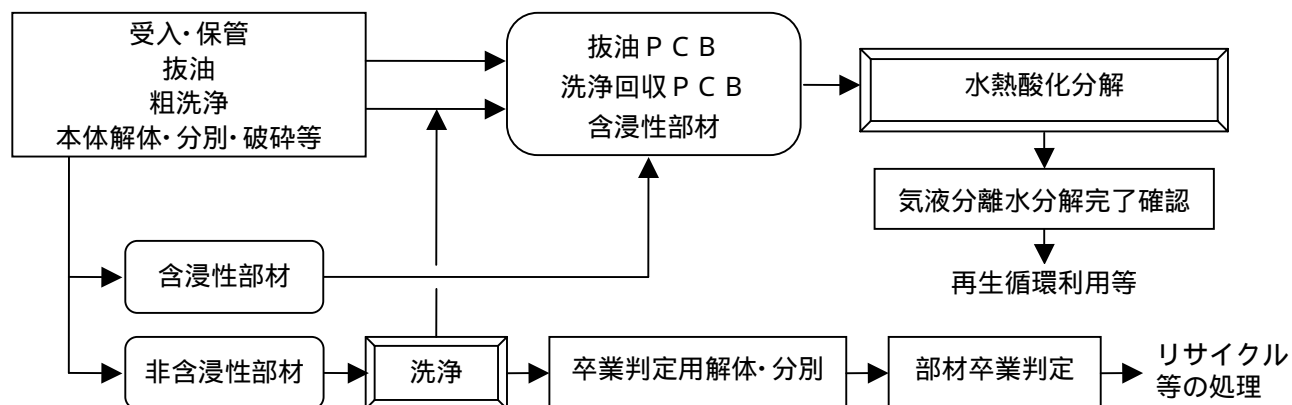 受入・保管
抜油
粗洗浄
本体解体・分別・破砕等
抜油ＰＣＢ
洗浄回収ＰＣＢ
含浸性部材
水熱酸化分解
気液分離水分解完了確認
再生循環利用等
含浸性部材
非含浸性部材
洗浄
卒業判定用解体・分別
部材卒業判定
リサイクル
等の処理